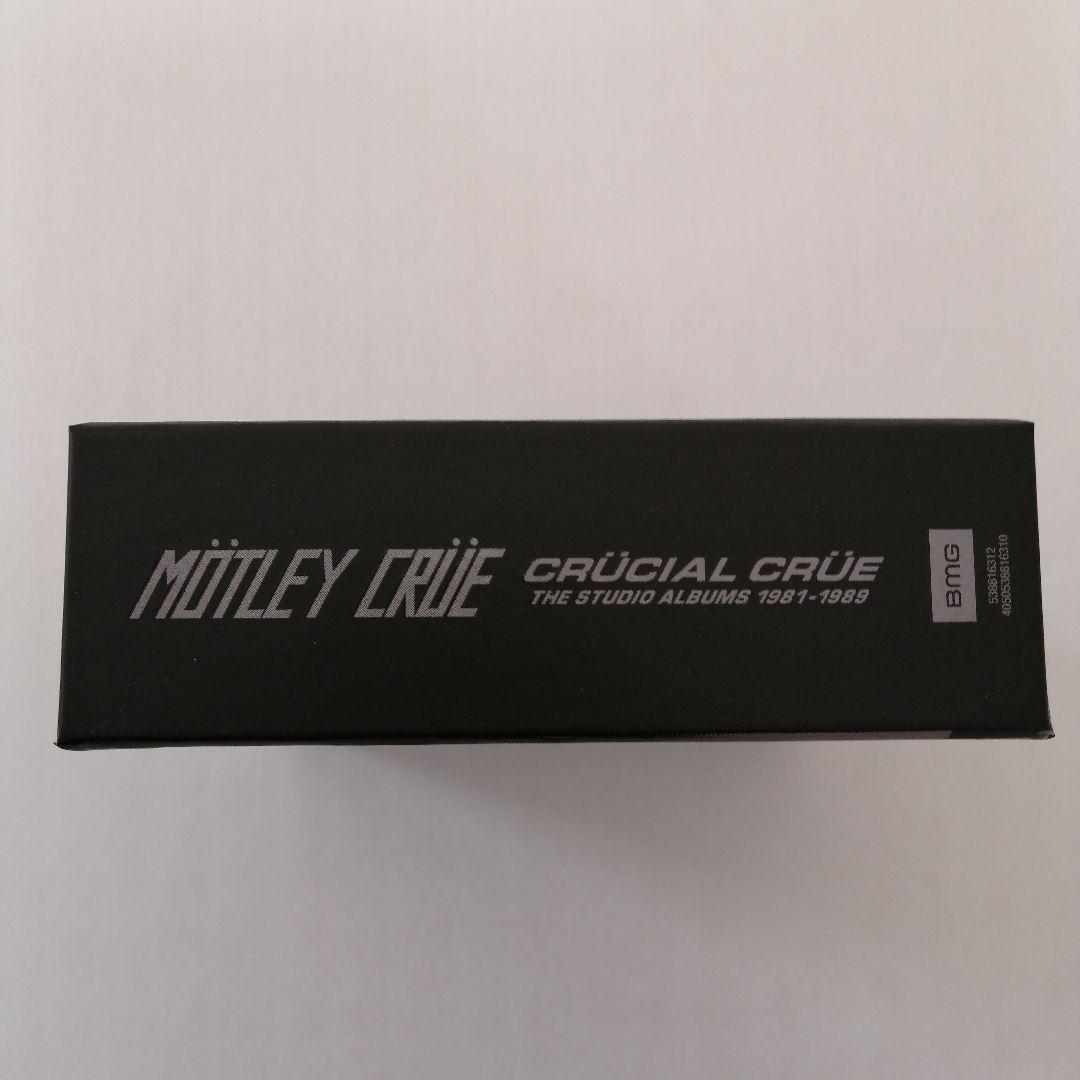 MÖTLEY CRÜE
CRÜCIAL CRÜE
THE STUDIO ALBUMS 1981-1989
BMG
538816312
4050538816310